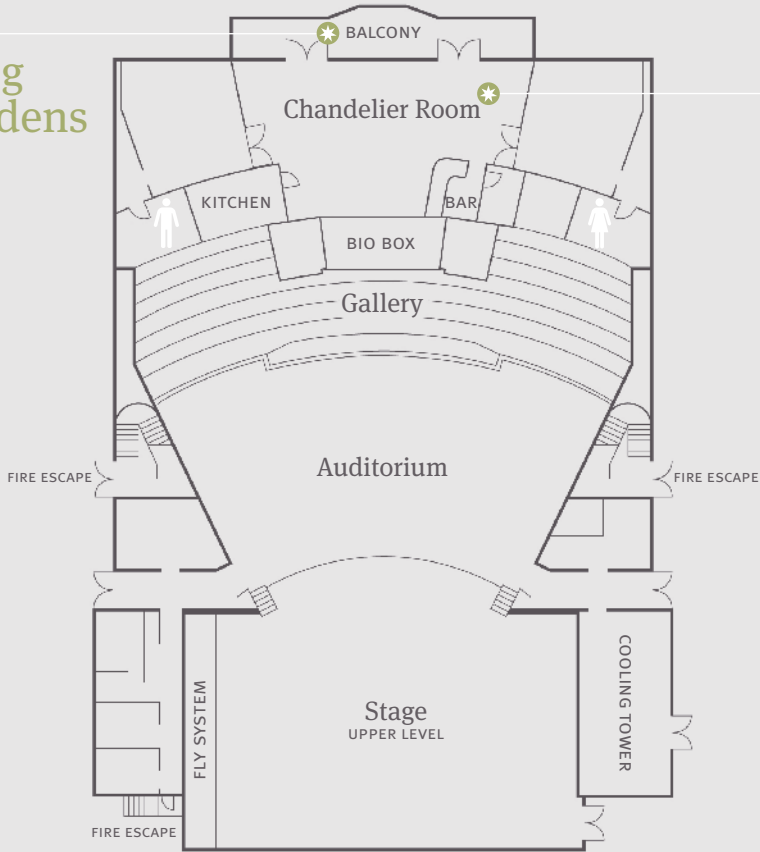 BALCONY
g
dens
Chandelier Room
KITCHEN
BAR
BIO BOX
Gallery
Auditorium
FIRE ESCAPE
FIRE ESCAPE
COOLING TOWER
FLY SYSTEM
Stage
UPPER LEVEL
FIRE ESCAPE